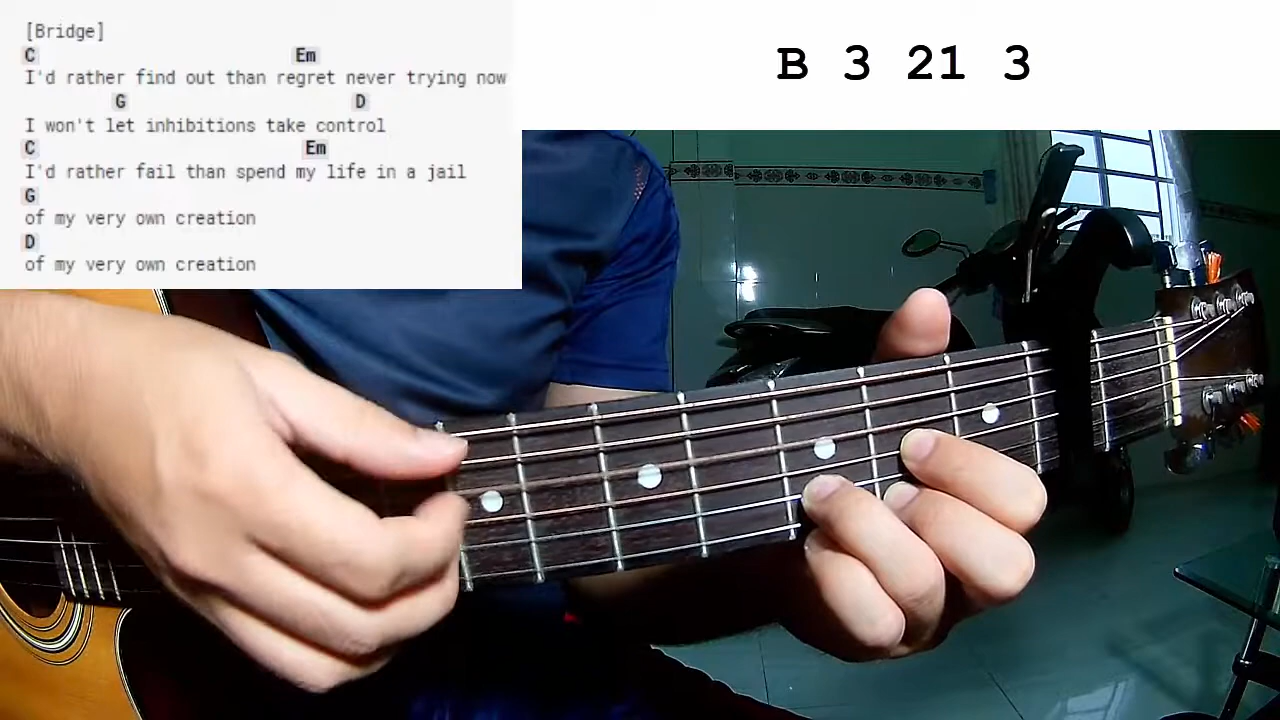 [Bridge]
C Em
I'd rather find out than regret never trying now
G D
I won't let inhibitions take control
C Em
I'd rather fail than spend my life in a jail
G
of my very own creation
D
of my very own creation
B 3 21 3